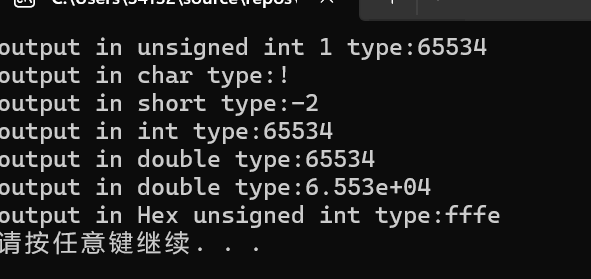 output in unsigned int 1 type:65534
output in char type:!
output in short type:-2
output in int type:65534
output in double type:65534
output in double type:6.553e+04
output in Hex unsigned int type:fffe
请按任意键继续. . .